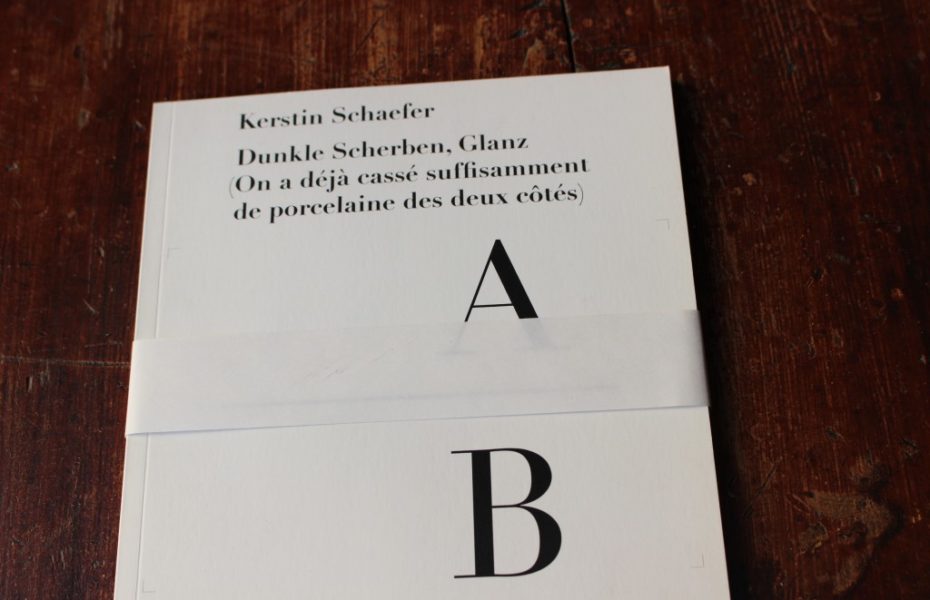 Kerstin Schaefer
Dunkle Scherben, Glanz
(On a déjà cassé suffisamment
de porcelaine des deux côtés)
A
B